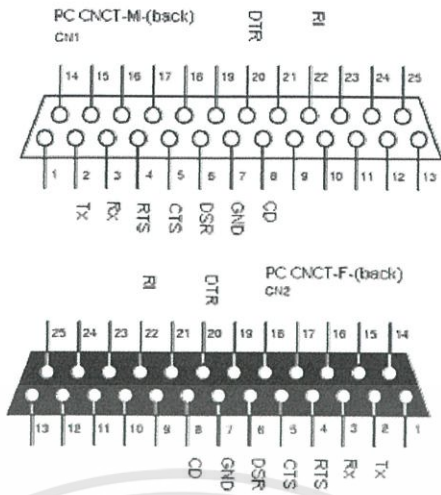 PC CNCT-M-(back)
CN1
DTR RI
14 15 16 17 18 19 20 21 22 23 24 25
1 2 3 4 5 6 7 8 9 10 11 12 13
Tx Rx RTS CTS DSR GND CD
RI DTR PC CNCT-F-(back)
CN2
25 24 23 22 21 20 19 18 17 16 15 14
13 12 11 10 9 8 7 6 5 4 3 2 1
CD GND DSR CTS RTS Rx Tx